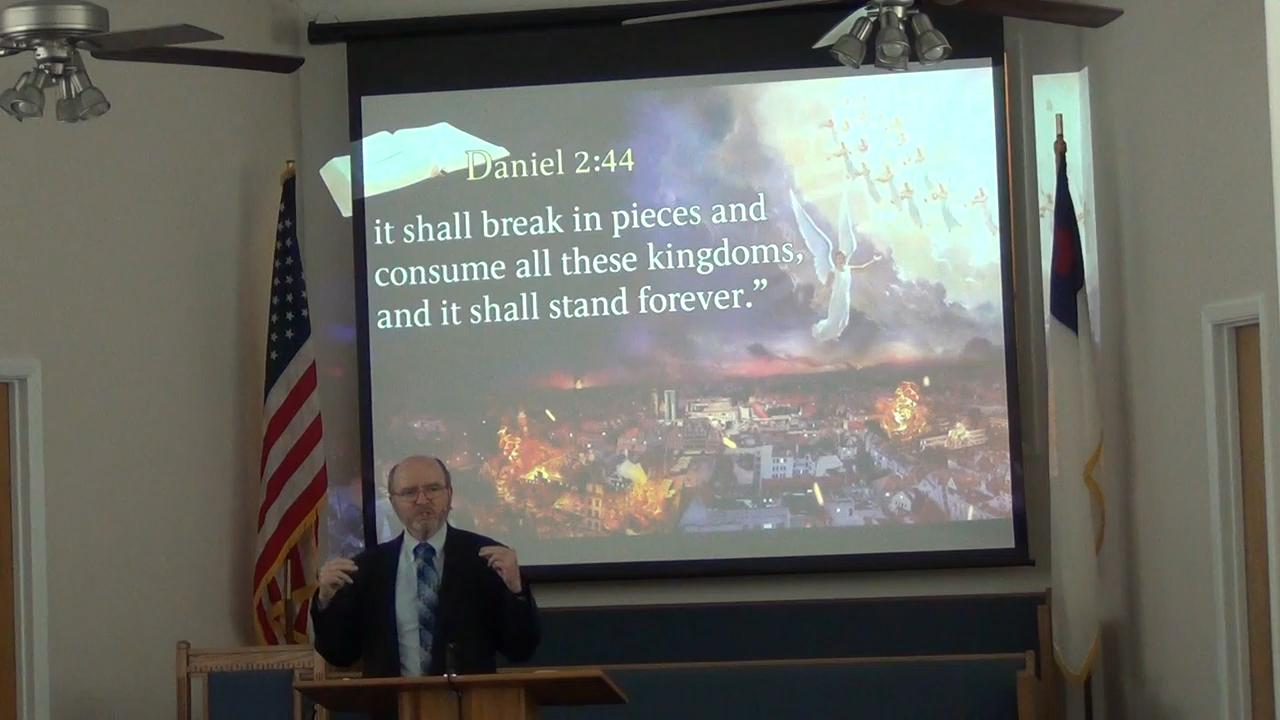 Daniel 2:44
it shall break in pieces and
consume all these kingdoms,
and it shall stand forever.”